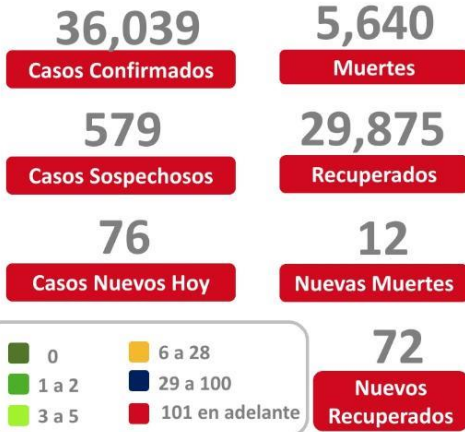 36,039
Casos Confirmados
5,640
Muertes
579
Casos Sospechosos
29,875
Recuperados
76
Casos Nuevos Hoy
12
Nuevas Muertes
0
1 a 2
3 a 5
6 a 28
29 a 100
101 en adelante
72
Nuevos
Recuperados